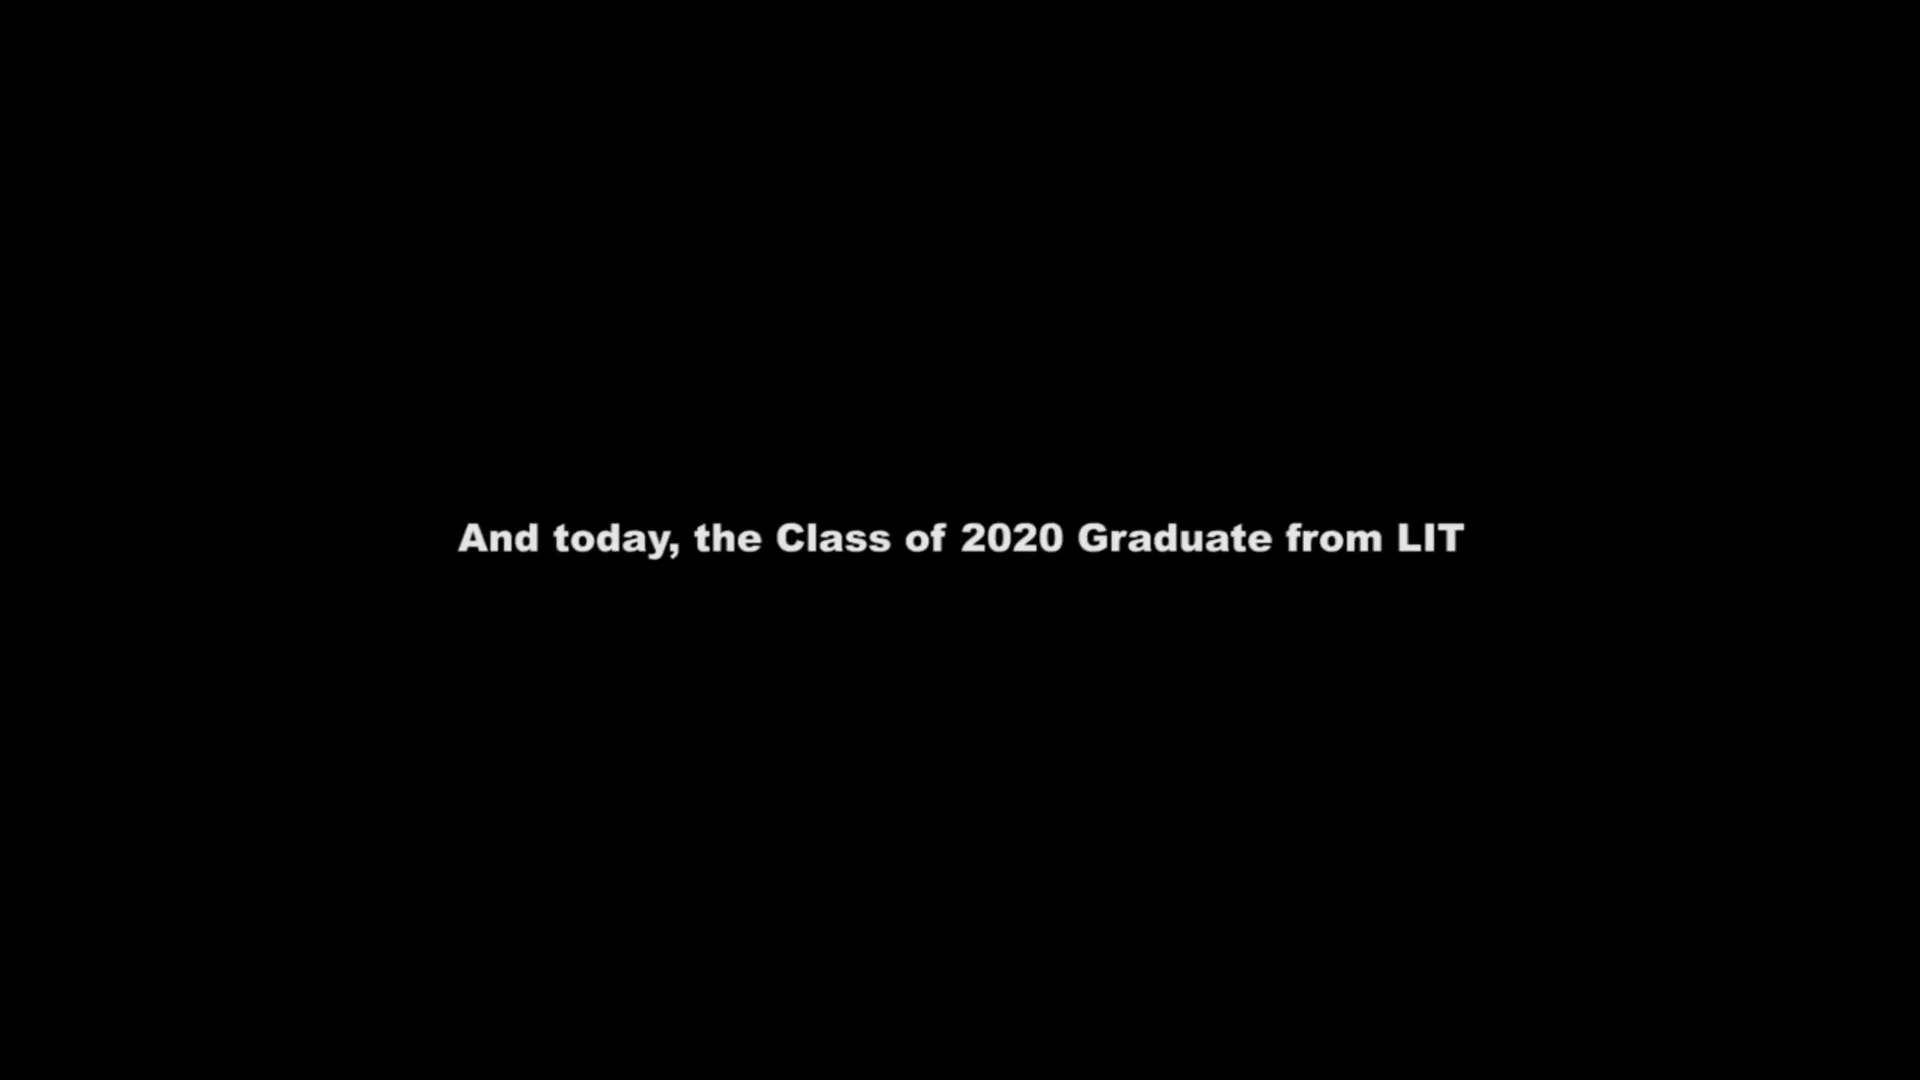 And today, the Class of 2020 Graduate from LIT